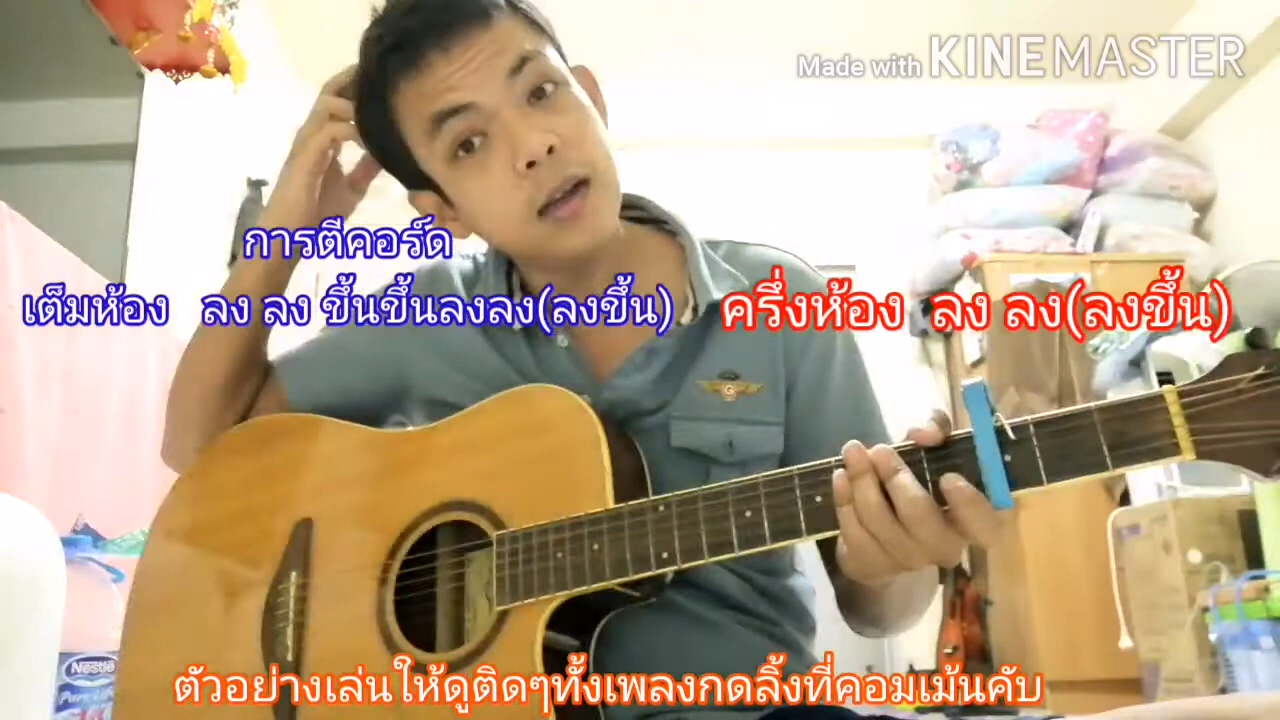 Made with KINEMASTER
การตีคอร์ด
เต็มห้อง ลง ลง ขึ้นขึ้นลงลง(ลงขึ้น)
ครึ่งห้อง ลง ลง(ลงขึ้น)
G
Nestlé
Pure Life
ตัวอย่างเล่นให้ดูติดๆทั้งเพลงกดลิ้งที่คอมเม้นคับ